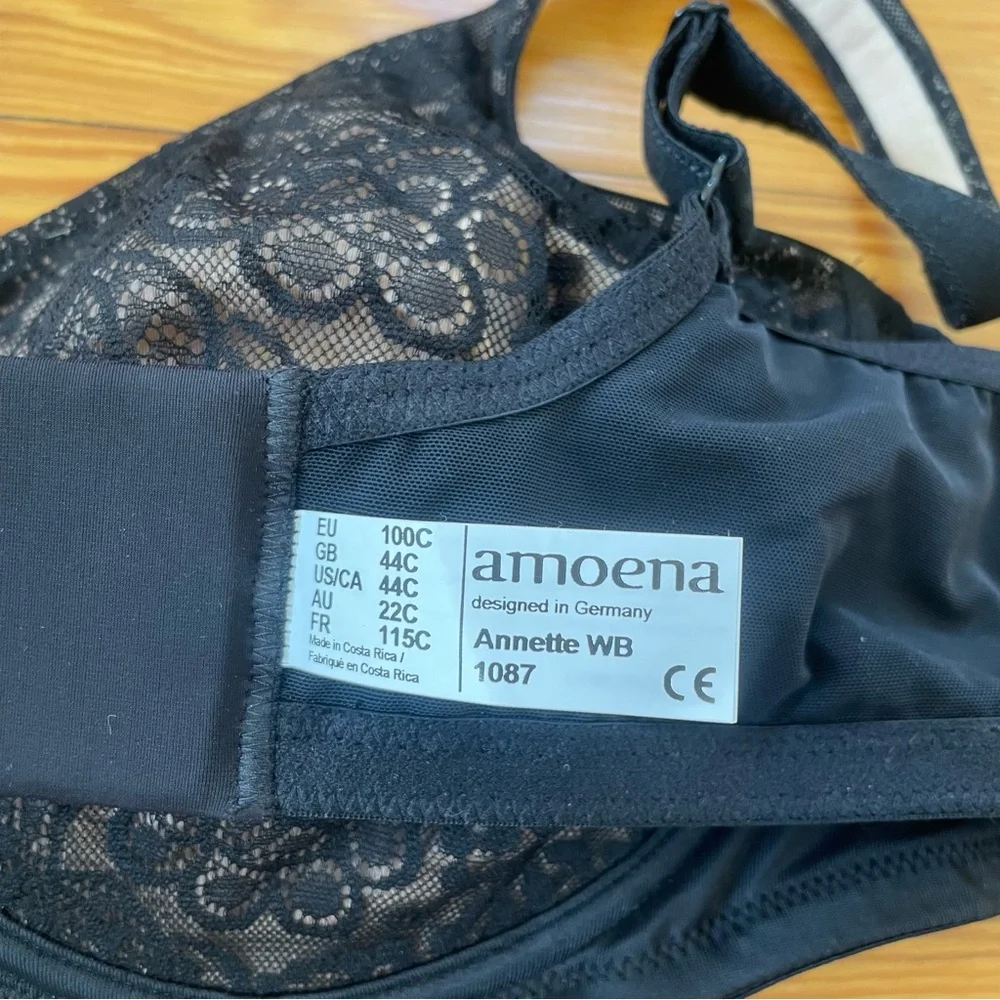 EU 100C
GB 44C
US/CA 44C
AU 22C
FR 115C
Made in Costa Rica /
Fabriqué en Costa Rica
amoena
designed in Germany
Annette WB
1087
CE